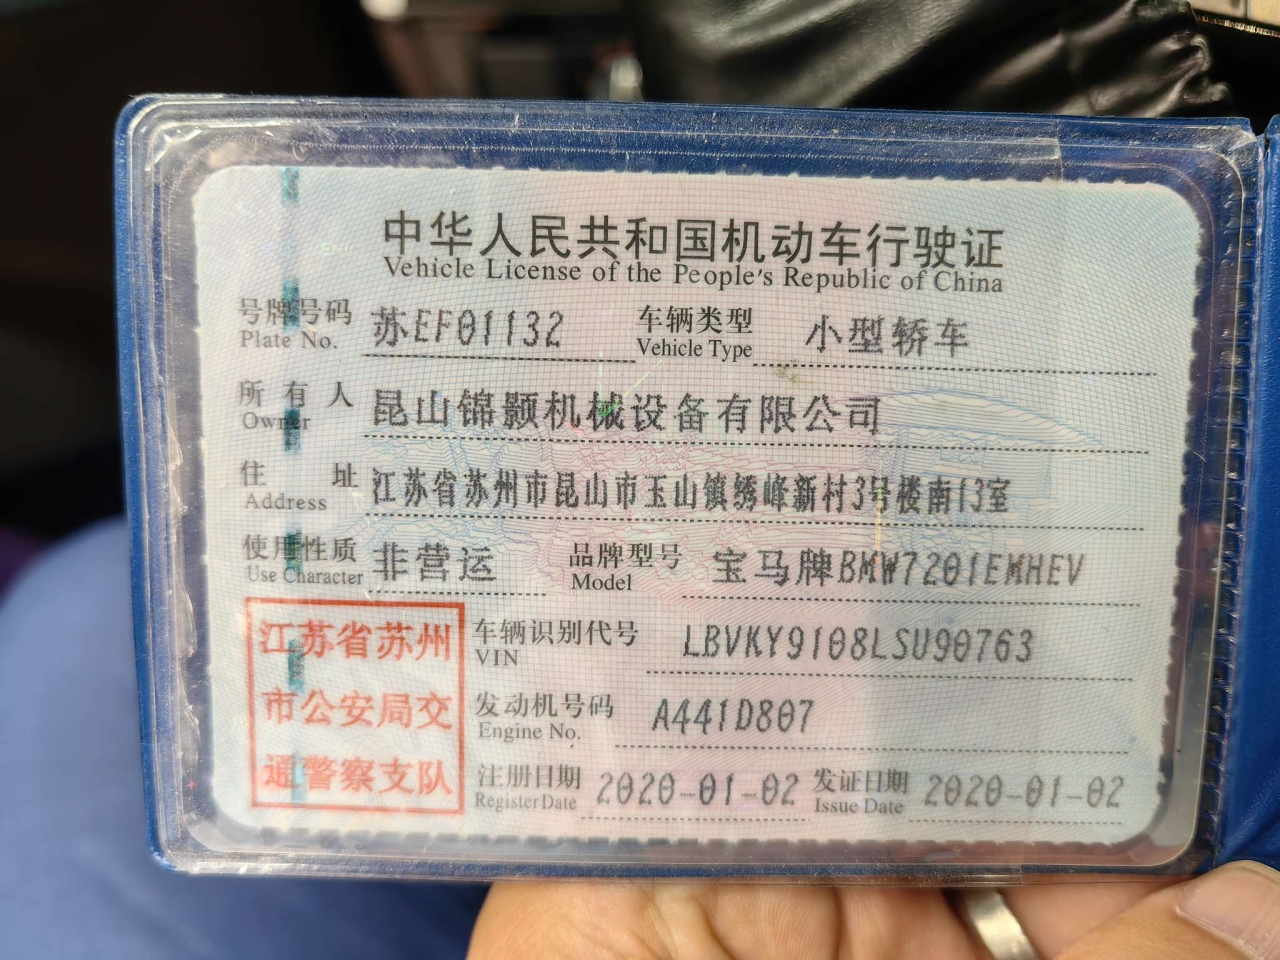 中华人民共和国机动车行驶证
Vehicle License of the People's Republic of China
号牌号码 苏EF01132 车辆类型 小型轿车
Plate No. Vehicle Type
所有人 昆山锦颢机械设备有限公司
Owner
住址 江苏省苏州市昆山市玉山镇绣峰新村3号楼南13室
Address
使用性质 非营运 品牌型号 宝马牌BMW7201EMHEV
Use Character Model
江苏省苏州
市公安局交
通警察支队
车辆识别代号 LBVKY9108LSU90763
VIN
发动机号码 A441D807
Engine No.
注册日期 2020-01-02 发证日期 2020-01-02
Register Date Issue Date